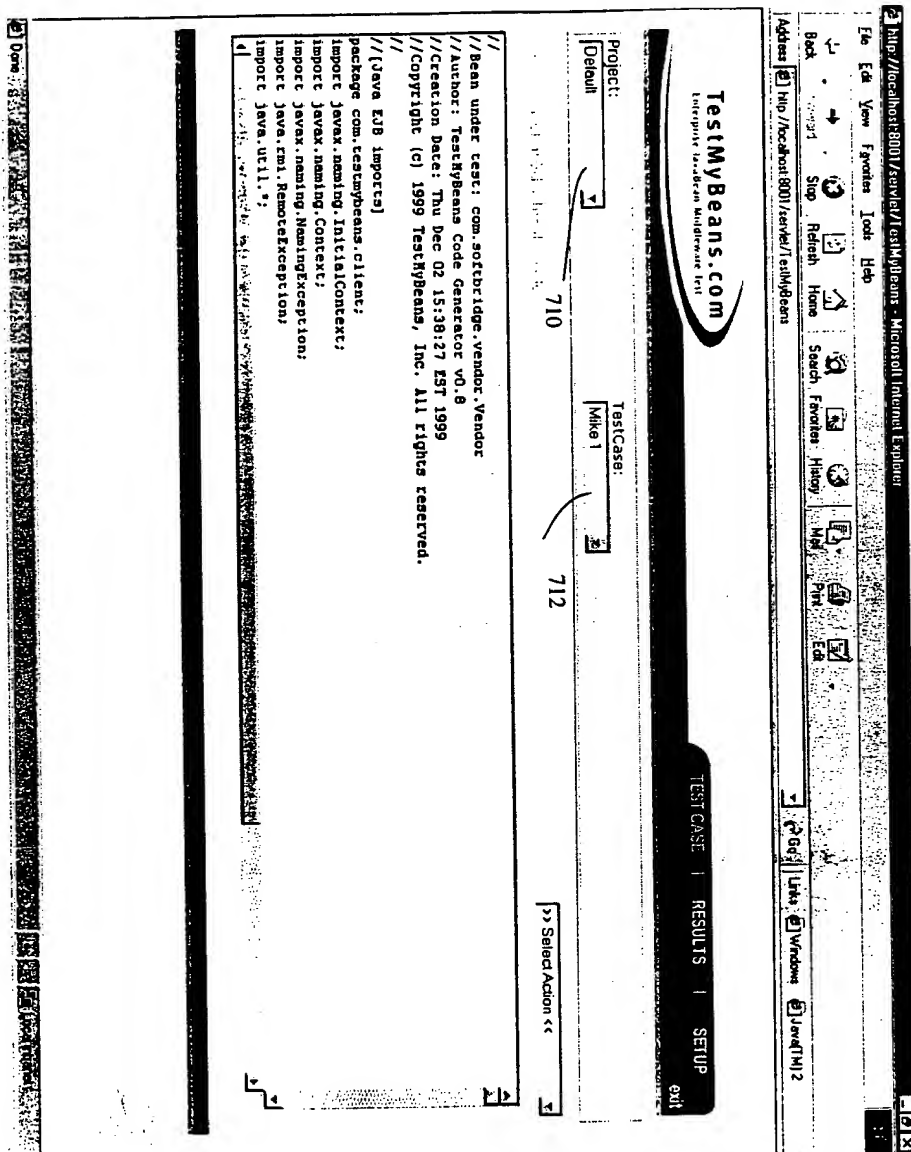 http://localhost:8001/servlet/TestMyBeans - Microsoft Internet Explorer
File Edit View Favorites Tools Help
Back Stop Refresh Home Search Favorites History Mail Print Edit
Address http://localhost:8001/servlet/TestMyBeans Go Links Windows Java(TM) 2
TestMyBeans.com
Enterprise JavaBean Middleware Test
TEST CASE | RESULTS | SETUP
exit
Project: TestCase:
Default Mike 1
710 712
>> Select Action <<
//
//Bean under test: com.softbridge.vendor.Vendor
//Author: TestMyBeans Code Generator v0.8
//Creation Date: Thu Dec 02 15:38:27 EST 1999
//Copyright (c) 1999 TestMyBeans, Inc. All rights reserved.
//
//[Java EJB imports]
package com.testmybeans.client;
import javax.naming.InitialContext;
import javax.naming.Context;
import javax.naming.NamingException;
import java.rmi.RemoteException;
import java.util.*;
Done